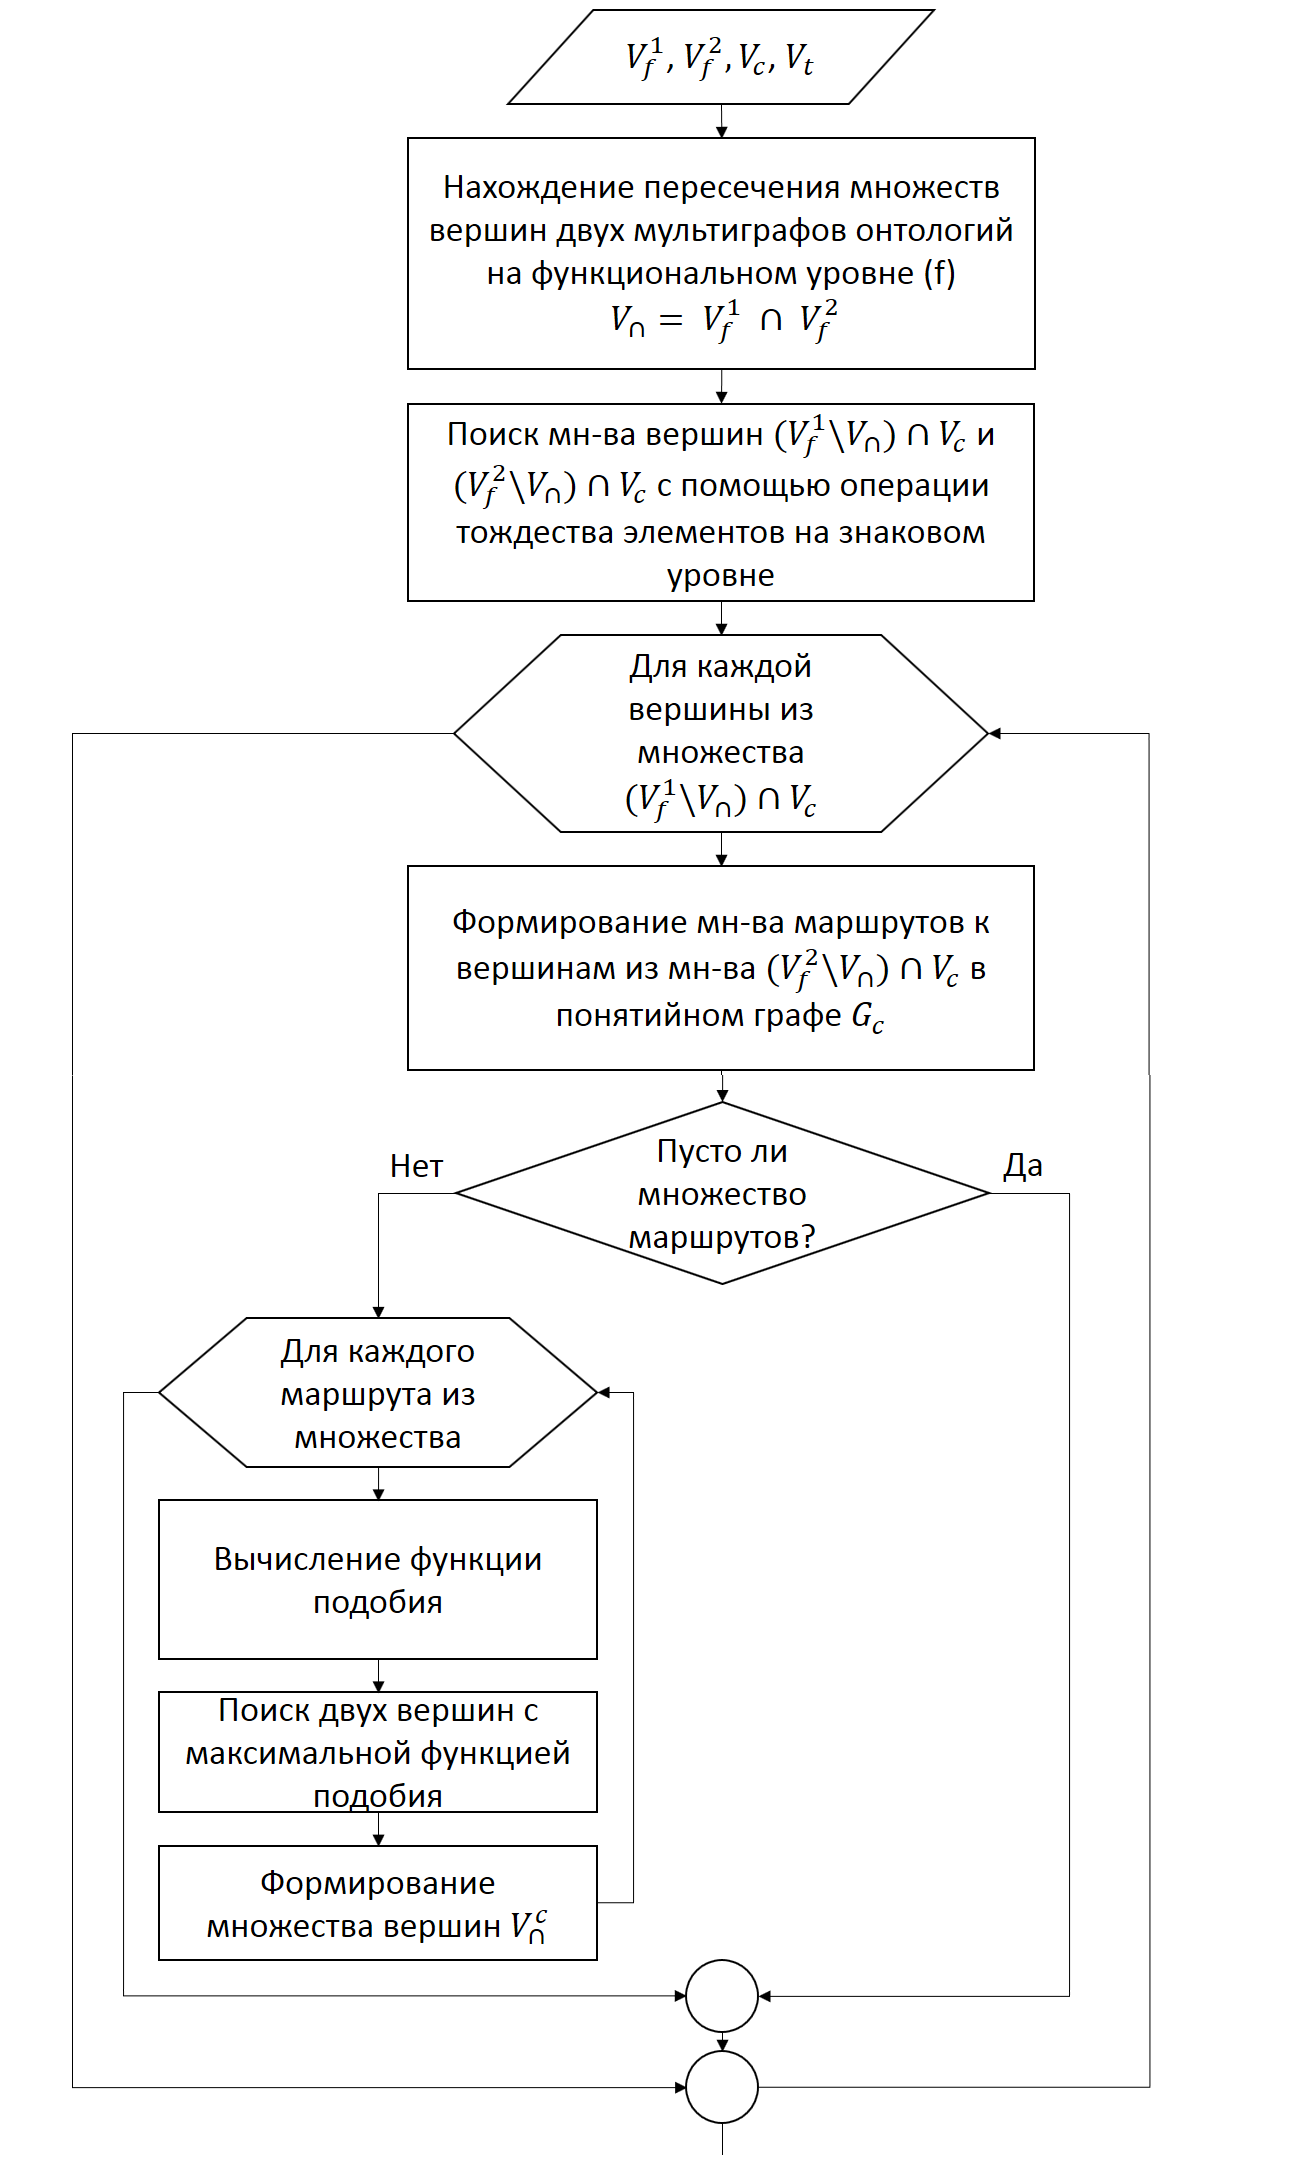 V_f^1, V_f^2, V_c, V_t
Нахождение пересечения множеств
вершин двух мультиграфов онтологий
на функциональном уровне (f)
V_∩ = V_f^1 ∩ V_f^2
Поиск мн-ва вершин (V_f^1\V_∩) ∩ V_c и
(V_f^2\V_∩) ∩ V_c с помощью операции
тождества элементов на знаковом
уровне
Для каждой
вершины из
множества
(V_f^1\V_∩) ∩ V_c
Формирование мн-ва маршрутов к
вершинам из мн-ва (V_f^2\V_∩) ∩ V_c в
понятийном графе G_c
Пусто ли
множество
маршрутов?
Нет
Да
Для каждого
маршрута из
множества
Вычисление функции
подобия
Поиск двух вершин с
максимальной функцией
подобия
Формирование
множества вершин V_∩^c